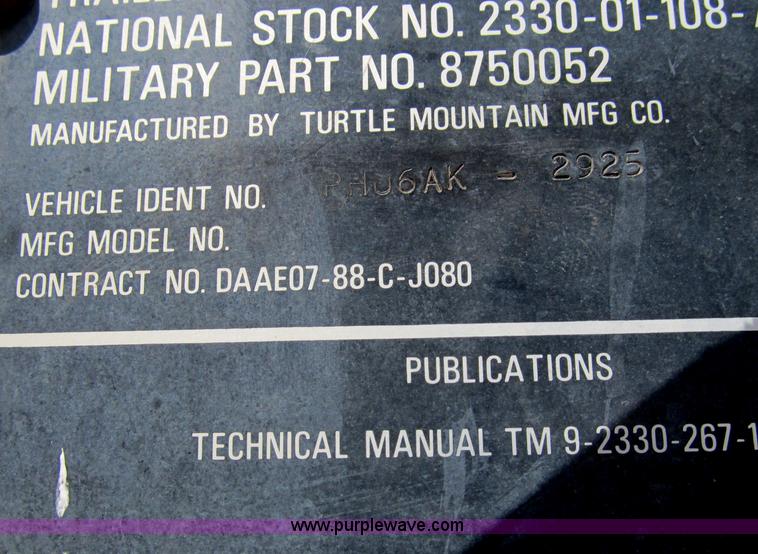 NATIONAL STOCK NO. 2330-01-108-
MILITARY PART NO. 8750052
MANUFACTURED BY TURTLE MOUNTAIN MFG CO.
VEHICLE IDENT NO. PHJ6AK - 2925
MFG MODEL NO.
CONTRACT NO. DAAE07-88-C-J080
PUBLICATIONS
TECHNICAL MANUAL TM 9-2330-267-1
www.purplewave.com